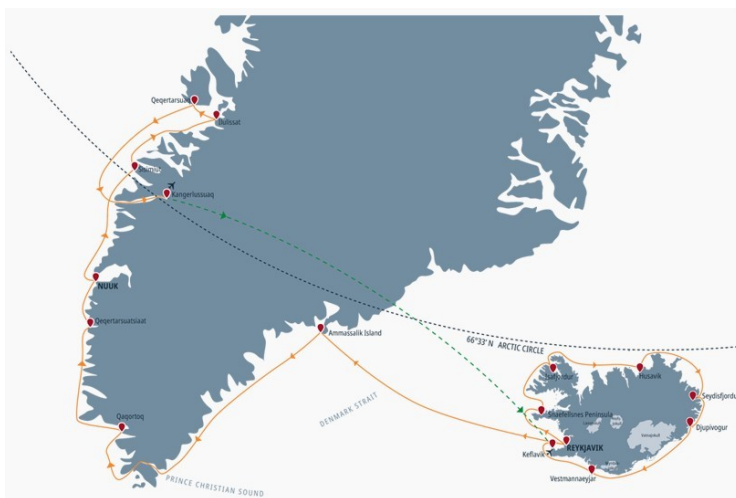 Qeqertarsuaq
Ilulissat
Kangerlussuaq
NUUK
Qeqertarsuatsiaat
Ammassalik Island
66°33' N ARCTIC CIRCLE
Isafjordur
Husavik
Seydisfjordur
DENMARK STRAIT
Snaefellsnes Peninsula
Qaqortoq
Djupivogur
REYKJAVIK
Keflavik
Vestmannaeyjar
PRINCE CHRISTIAN SOUND